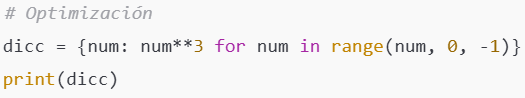 # Optimización
dicc = {num: num**3 for num in range(num, 0, -1)}
print(dicc)